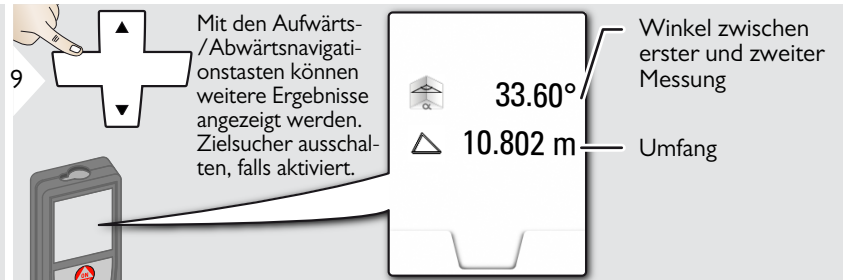 9
Mit den Aufwärts-
/Abwärtsnavigati-
onstasten können
weitere Ergebnisse
angezeigt werden.
Zielsucher ausschal-
ten, falls aktiviert.
α
33.60°
10.802 m
Winkel zwischen
erster und zweiter
Messung
Umfang
ON